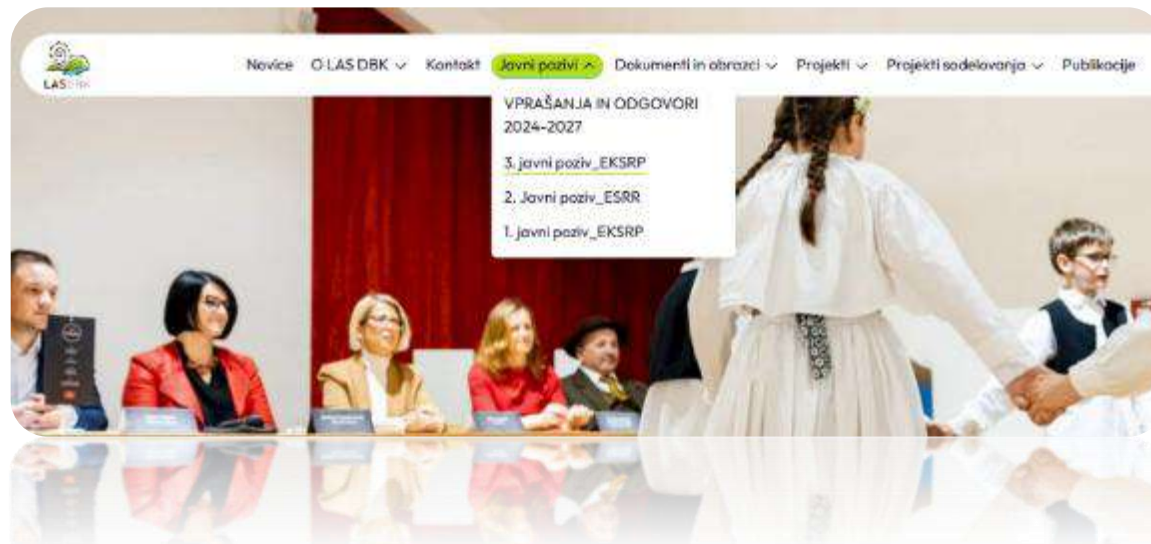 LAS DBK
Novice O LAS DBK Kontakt Javni pozivi Dokumenti in obrazci Projekti Projekti sodelovanja Publikacije
VPRAŠANJA IN ODGOVORI
2024-2027
3. javni poziv_EKSRP
2. Javni poziv_ESRR
1. javni poziv_EKSRP